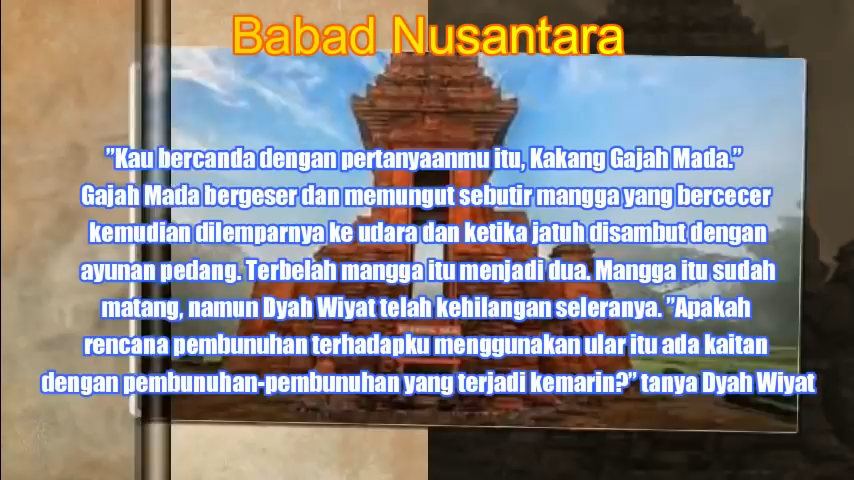 Babad Nusantara
”Kau bercanda dengan pertanyaanmu itu, Kakang Gajah Mada.”
Gajah Mada bergeser dan memungut sebutir mangga yang bercecer
kemudian dilemparnya ke udara dan ketika jatuh disambut dengan
ayunan pedang. Terbelah mangga itu menjadi dua. Mangga itu sudah
matang, namun Dyah Wiyat telah kehilangan seleranya. ”Apakah
rencana pembunuhan terhadapku menggunakan ular itu ada kaitan
dengan pembunuhan-pembunuhan yang terjadi kemarin?” tanya Dyah Wiyat